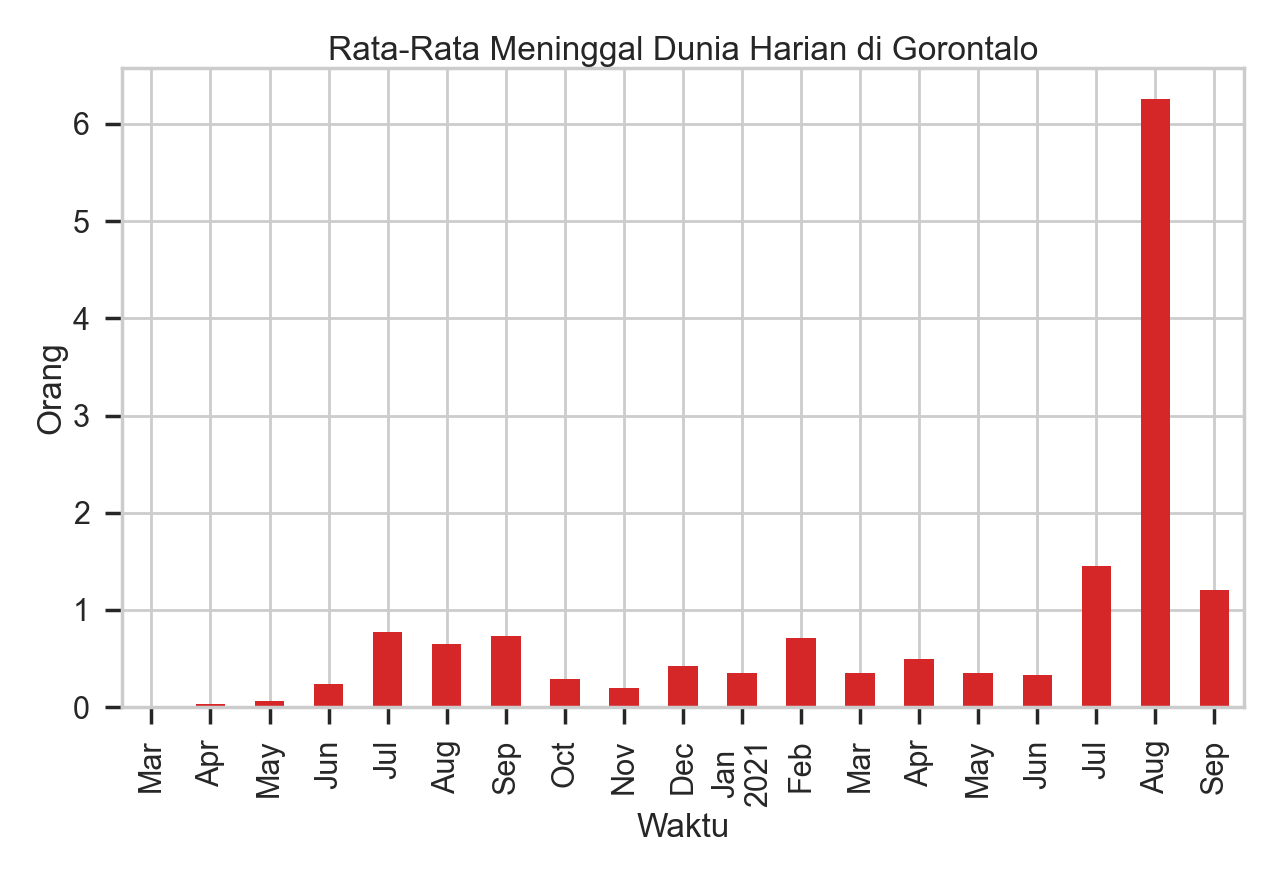 Rata-Rata Meninggal Dunia Harian di Gorontalo
6
5
4
3
2
1
0
Orang
Mar
Apr
May
Jun
Jul
Aug
Sep
Oct
Nov
Dec
Jan
2021
Feb
Mar
Apr
May
Jun
Jul
Aug
Sep
Waktu